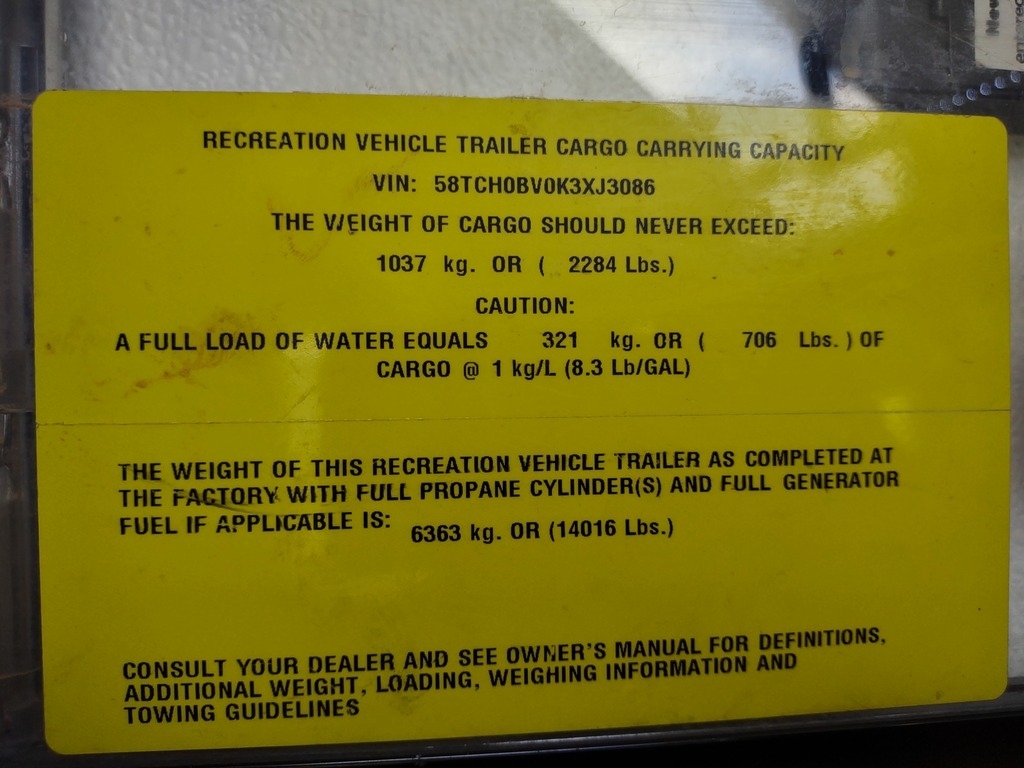 RECREATION VEHICLE TRAILER CARGO CARRYING CAPACITY
VIN: 58TCH0BV0K3XJ3086
THE WEIGHT OF CARGO SHOULD NEVER EXCEED:
1037 kg. OR ( 2284 Lbs.)
CAUTION:
A FULL LOAD OF WATER EQUALS 321 kg. OR ( 706 Lbs. ) OF
CARGO @ 1 kg/L (8.3 Lb/GAL)
THE WEIGHT OF THIS RECREATION VEHICLE TRAILER AS COMPLETED AT
THE FACTORY WITH FULL PROPANE CYLINDER(S) AND FULL GENERATOR
FUEL IF APPLICABLE IS: 6363 kg. OR (14016 Lbs.)
CONSULT YOUR DEALER AND SEE OWNER'S MANUAL FOR DEFINITIONS,
ADDITIONAL WEIGHT, LOADING, WEIGHING INFORMATION AND
TOWING GUIDELINES